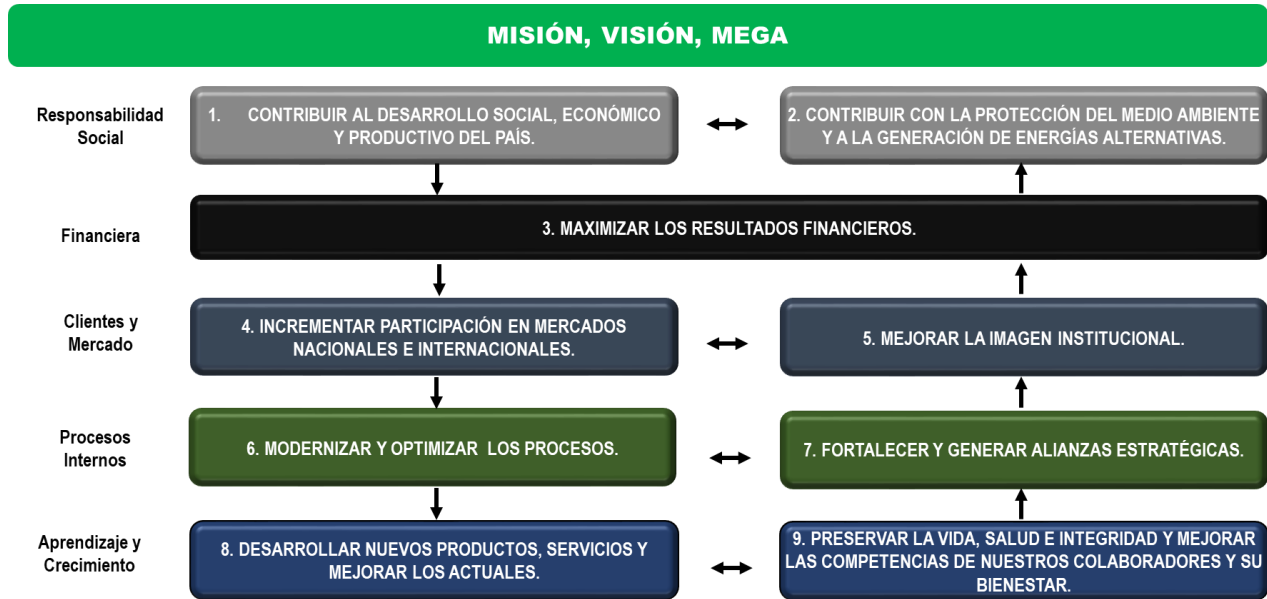 MISIÓN, VISIÓN, MEGA
Responsabilidad
Social
1. CONTRIBUIR AL DESARROLLO SOCIAL, ECONÓMICO
Y PRODUCTIVO DEL PAÍS.
2. CONTRIBUIR CON LA PROTECCIÓN DEL MEDIO AMBIENTE
Y A LA GENERACIÓN DE ENERGÍAS ALTERNATIVAS.
Financiera
3. MAXIMIZAR LOS RESULTADOS FINANCIEROS.
Clientes y
Mercado
4. INCREMENTAR PARTICIPACIÓN EN MERCADOS
NACIONALES E INTERNACIONALES.
5. MEJORAR LA IMAGEN INSTITUCIONAL.
Procesos
Internos
6. MODERNIZAR Y OPTIMIZAR LOS PROCESOS.
7. FORTALECER Y GENERAR ALIANZAS ESTRATÉGICAS.
Aprendizaje y
Crecimiento
8. DESARROLLAR NUEVOS PRODUCTOS, SERVICIOS Y
MEJORAR LOS ACTUALES.
9. PRESERVAR LA VIDA, SALUD E INTEGRIDAD Y MEJORAR
LAS COMPETENCIAS DE NUESTROS COLABORADORES Y SU
BIENESTAR.